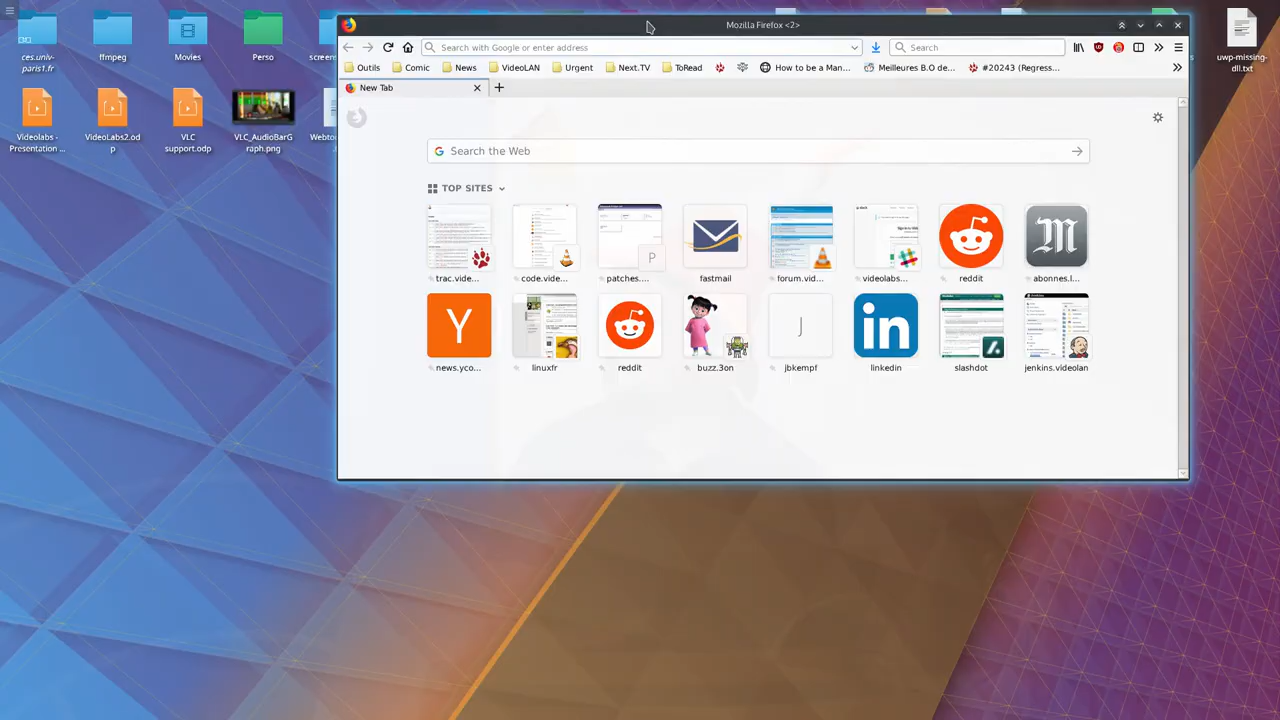 Mozilla Firefox <2>
ces.univ-
paris1.fr
ffmpeg
Movies
Perso
screen
uwp-missing-
dll.txt
Search with Google or enter address
Search
Outils
Comic
News
VideoLAN
Urgent
Next.TV
ToRead
How to be a Man...
Meilleures B.O de...
#20243 (Regress...
New Tab
Videolabs -
Presentation ...
VideoLabs2.od
p
VLC
support.odp
VLC_AudioBarG
raph.png
Webto
Search the Web
TOP SITES
P
trac.vide...
code.vide...
patches....
fastmail
forum.vid...
videolabs...
reddit
abonnes.l...
M
Y
in
j
news.yco...
linuxfr
reddit
buzz.3on
jbkempf
linkedin
slashdot
jenkins.videolan